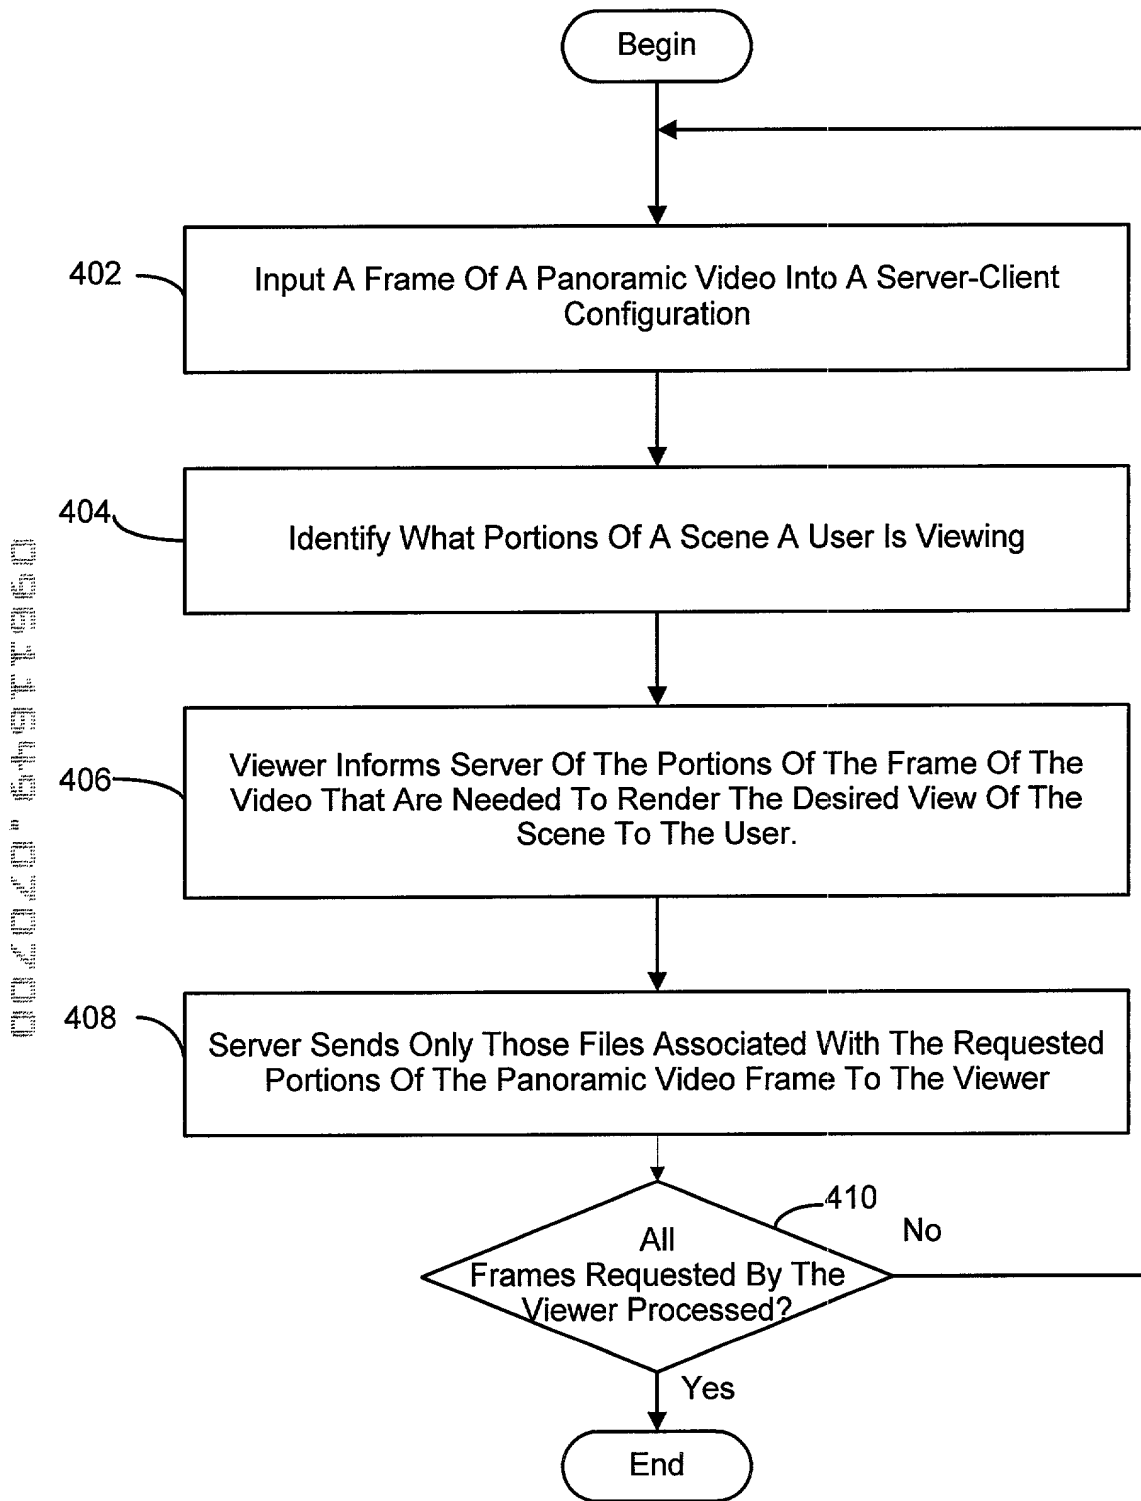 Begin
402
Input A Frame Of A Panoramic Video Into A Server-Client
Configuration
404
Identify What Portions Of A Scene A User Is Viewing
406
Viewer Informs Server Of The Portions Of The Frame Of The
Video That Are Needed To Render The Desired View Of The
Scene To The User.
408
Server Sends Only Those Files Associated With The Requested
Portions Of The Panoramic Video Frame To The Viewer
410
No
All
Frames Requested By The
Viewer Processed?
Yes
End